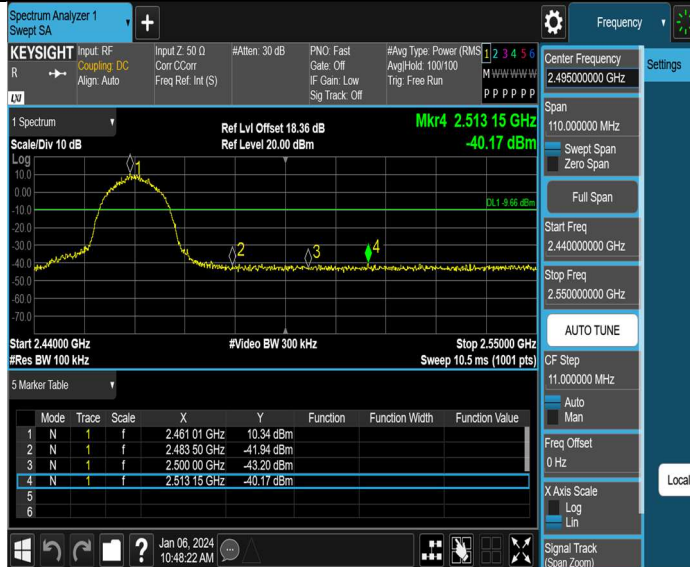 Spectrum Analyzer 1
Swept SA
+
Frequency
KEYSIGHT
R
LXI
Input: RF
Coupling: DC
Align: Auto
Input Z: 50 Ω
Corr CCorr
Freq Ref: Int (S)
#Atten: 30 dB
PNO: Fast
Gate: Off
IF Gain: Low
Sig Track: Off
#Avg Type: Power (RMS
Avg|Hold: 100/100
Trig: Free Run
1 2 3 4 5 6
M W W W W W
P P P P P P
1 Spectrum
Scale/Div 10 dB
Ref Lvl Offset 18.36 dB
Ref Level 20.00 dBm
Mkr4 2.513 15 GHz
-40.17 dBm
Log
10.0
0.00
-10.0
-20.0
-30.0
-40.0
-50.0
-60.0
-70.0
1
2
3
4
DL1 -9.66 dBm
Start 2.44000 GHz
#Res BW 100 kHz
#Video BW 300 kHz
Stop 2.55000 GHz
Sweep 10.5 ms (1001 pts)
5 Marker Table
Mode Trace Scale X Y Function Function Width Function Value
1 N 1 f 2.461 01 GHz 10.34 dBm
2 N 1 f 2.483 50 GHz -41.94 dBm
3 N 1 f 2.500 00 GHz -43.20 dBm
4 N 1 f 2.513 15 GHz -40.17 dBm
5
6
?
Jan 06, 2024
10:48:22 AM
Center Frequency
2.495000000 GHz
Settings
Span
110.000000 MHz
Swept Span
Zero Span
Full Span
Start Freq
2.440000000 GHz
Stop Freq
2.550000000 GHz
AUTO TUNE
CF Step
11.000000 MHz
Auto
Man
Freq Offset
0 Hz
Local
X Axis Scale
Log
Lin
Signal Track
(Span Zoom)